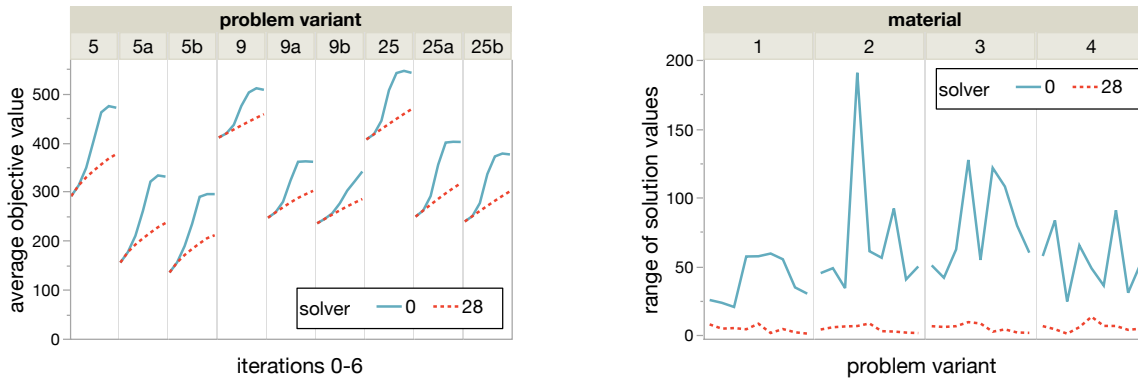 problem variant
5 5a 5b 9 9a 9b 25 25a 25b
average objective value
500
400
300
200
100
0
solver 0 28
iterations 0-6
material
1 2 3 4
range of solution values
200
150
100
50
0
solver 0 28
problem variant